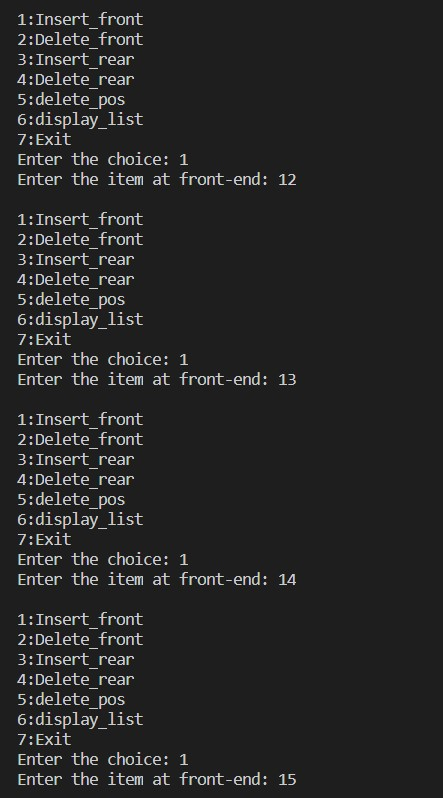 1:Insert_front
2:Delete_front
3:Insert_rear
4:Delete_rear
5:delete_pos
6:display_list
7:Exit
Enter the choice: 1
Enter the item at front-end: 12
1:Insert_front
2:Delete_front
3:Insert_rear
4:Delete_rear
5:delete_pos
6:display_list
7:Exit
Enter the choice: 1
Enter the item at front-end: 13
1:Insert_front
2:Delete_front
3:Insert_rear
4:Delete_rear
5:delete_pos
6:display_list
7:Exit
Enter the choice: 1
Enter the item at front-end: 14
1:Insert_front
2:Delete_front
3:Insert_rear
4:Delete_rear
5:delete_pos
6:display_list
7:Exit
Enter the choice: 1
Enter the item at front-end: 15